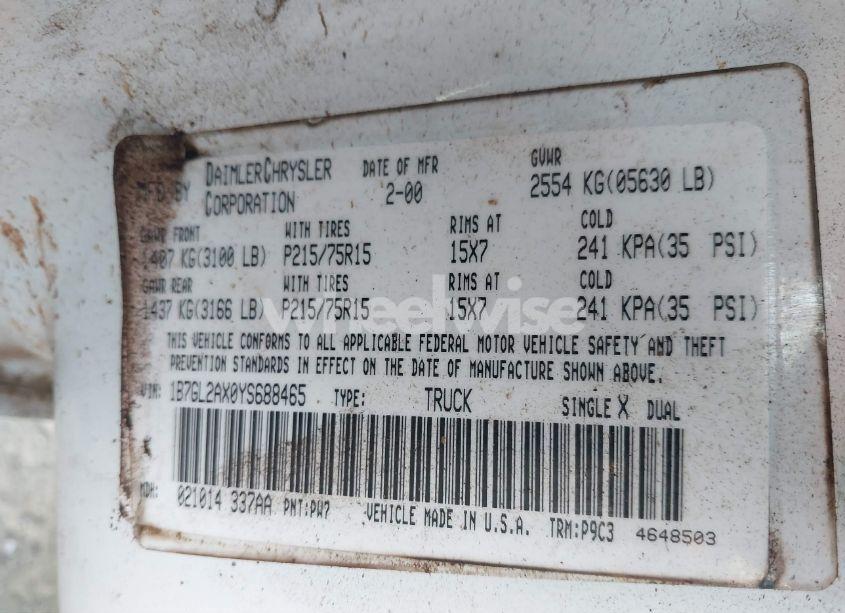 MFD BY DAIMLERCHRYSLER CORPORATION DATE OF MFR 2-00 GVWR 2554 KG(05630 LB)
GAWR FRONT WITH TIRES RIMS AT COLD
1407 KG(3100 LB) P215/75R15 15X7 241 KPA(35 PSI)
GAWR REAR WITH TIRES RIMS AT COLD
1437 KG(3166 LB) P215/75R15 15X7 241 KPA(35 PSI)
wheelwise
THIS VEHICLE CONFORMS TO ALL APPLICABLE FEDERAL MOTOR VEHICLE SAFETY AND THEFT
PREVENTION STANDARDS IN EFFECT ON THE DATE OF MANUFACTURE SHOWN ABOVE.
VIN: 1B7GL2AX0YS688465 TYPE: TRUCK SINGLE X DUAL
MDH: 021014 337AA PNT:PW7 VEHICLE MADE IN U.S.A. TRM:P9C3 4648503